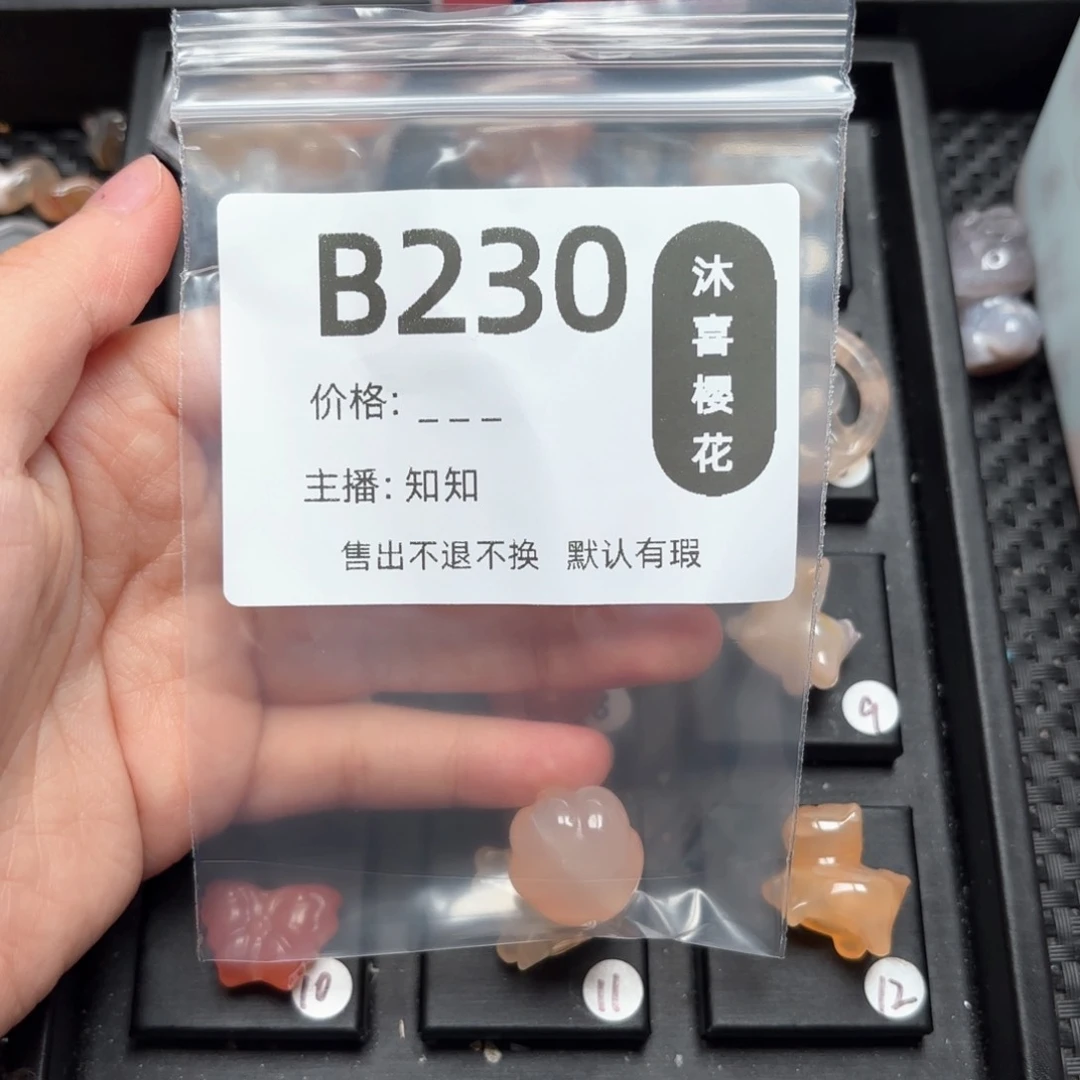 B230
沐喜樱花
价格: _ _ _
主播: 知知
售出不退不换 默认有瑕
9
10
11
12